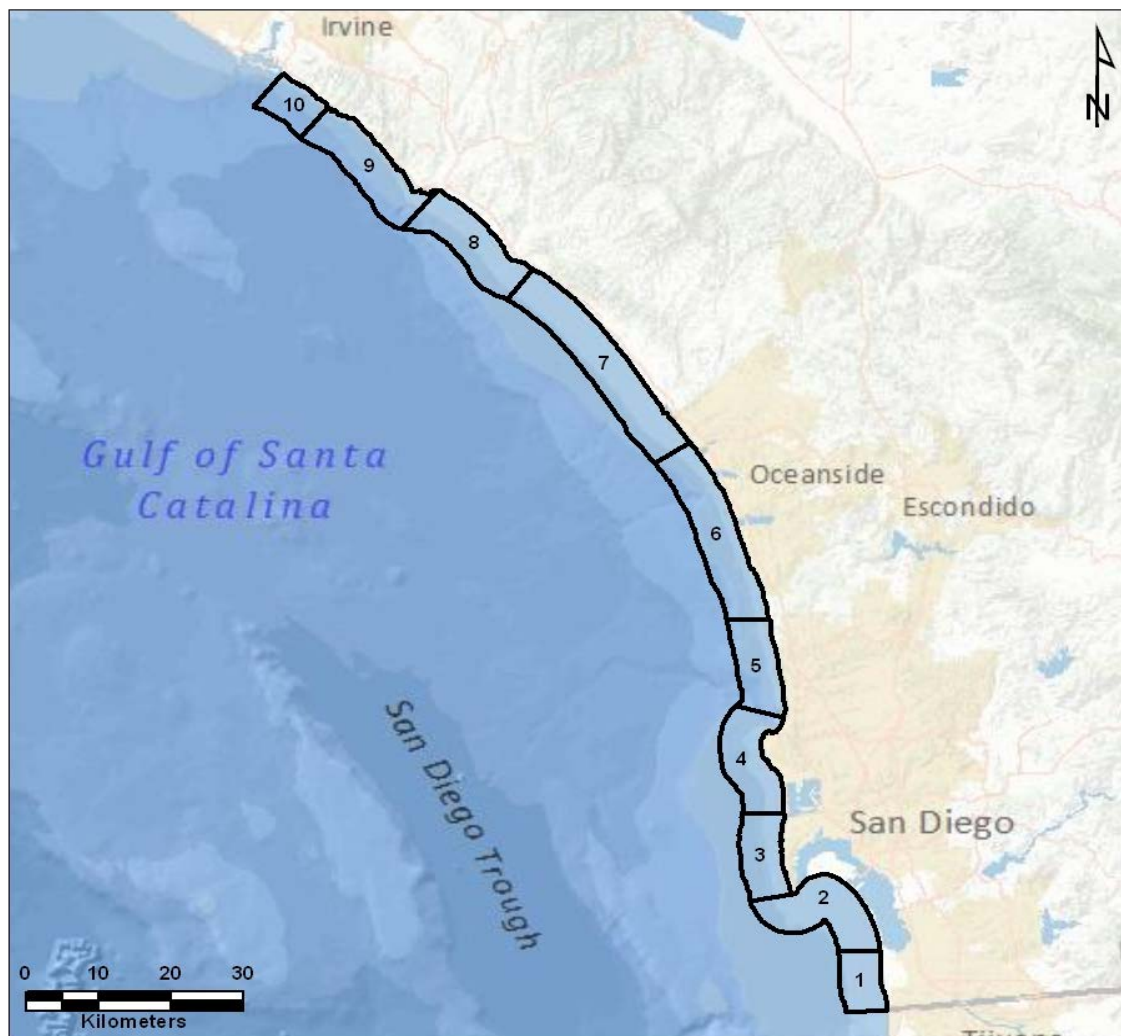 Irvine
N
10
9
8
7
Gulf of Santa
Catalina
Oceanside
Escondido
6
5
San Diego Trough
4
San Diego
3
2
1
0 10 20 30
Kilometers